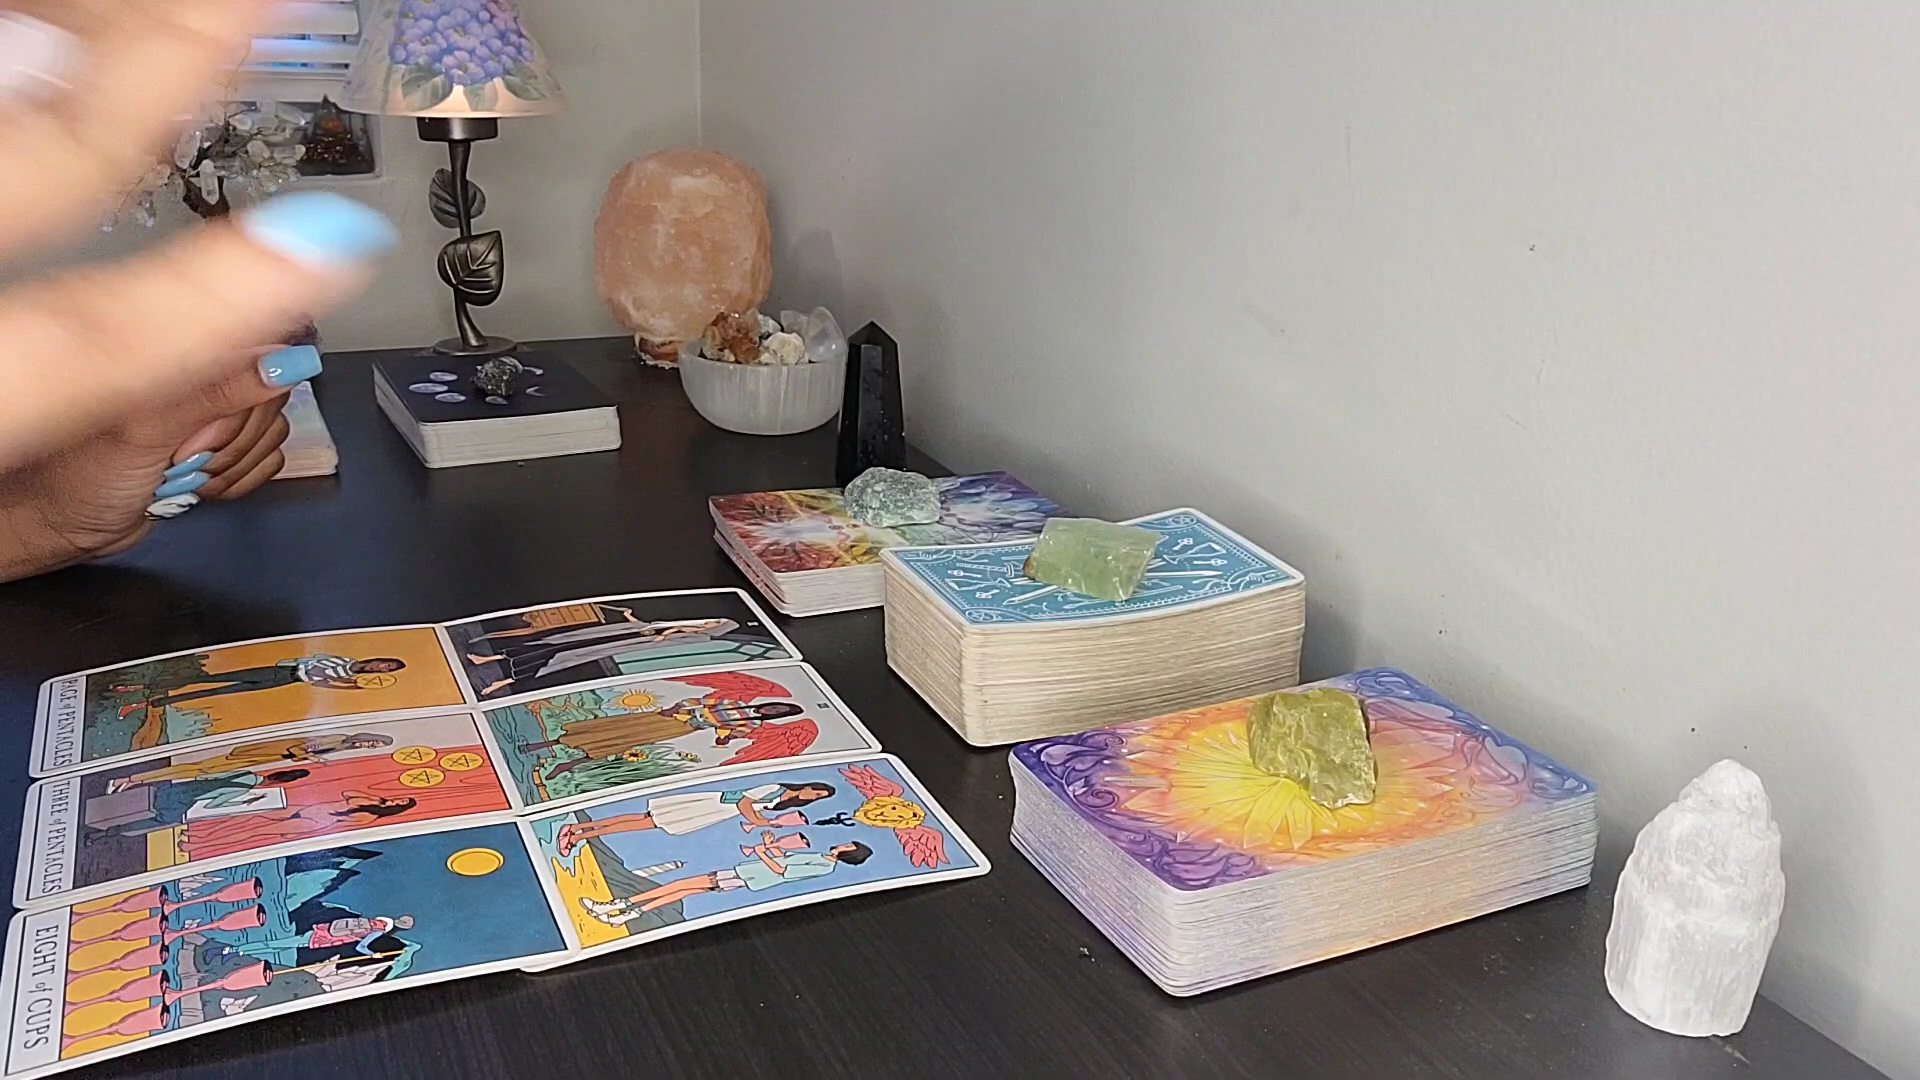 PAGE of PENTACLES
THREE of PENTACLES
EIGHT of CUPS